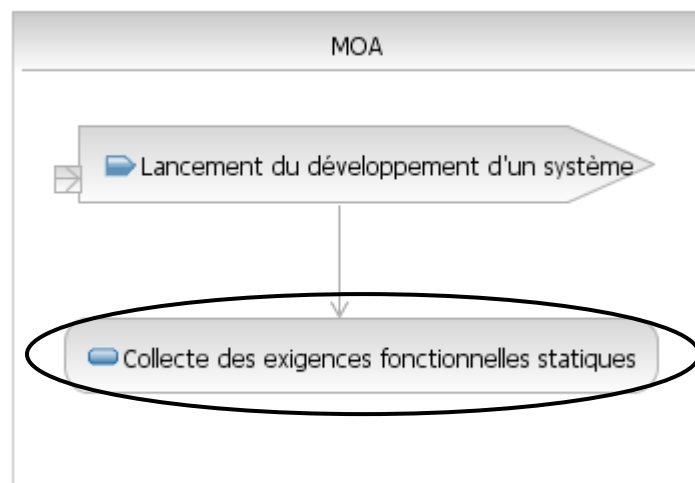 MOA
Lancement du développement d'un système
Collecte des exigences fonctionnelles statiques